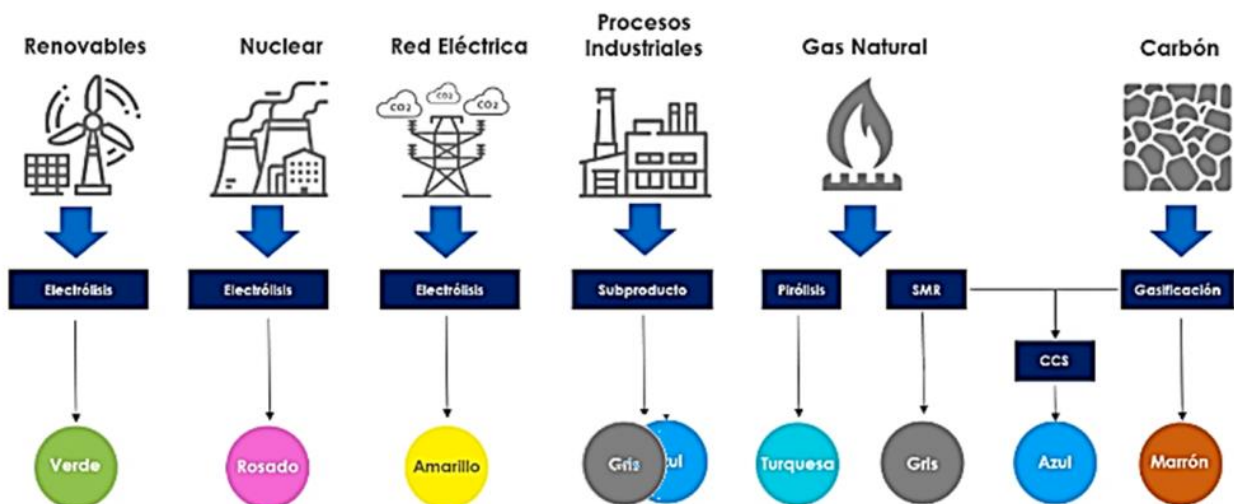 Renovables
Nuclear
Red Eléctrica
Procesos
Industriales
Gas Natural
Carbón
CO2
CO2
CO2
Electrólisis
Electrólisis
Electrólisis
Subproducto
Pirólisis
SMR
Gasificación
CCS
Verde
Rosado
Amarillo
Gris
zul
Turquesa
Gris
Azul
Marrón